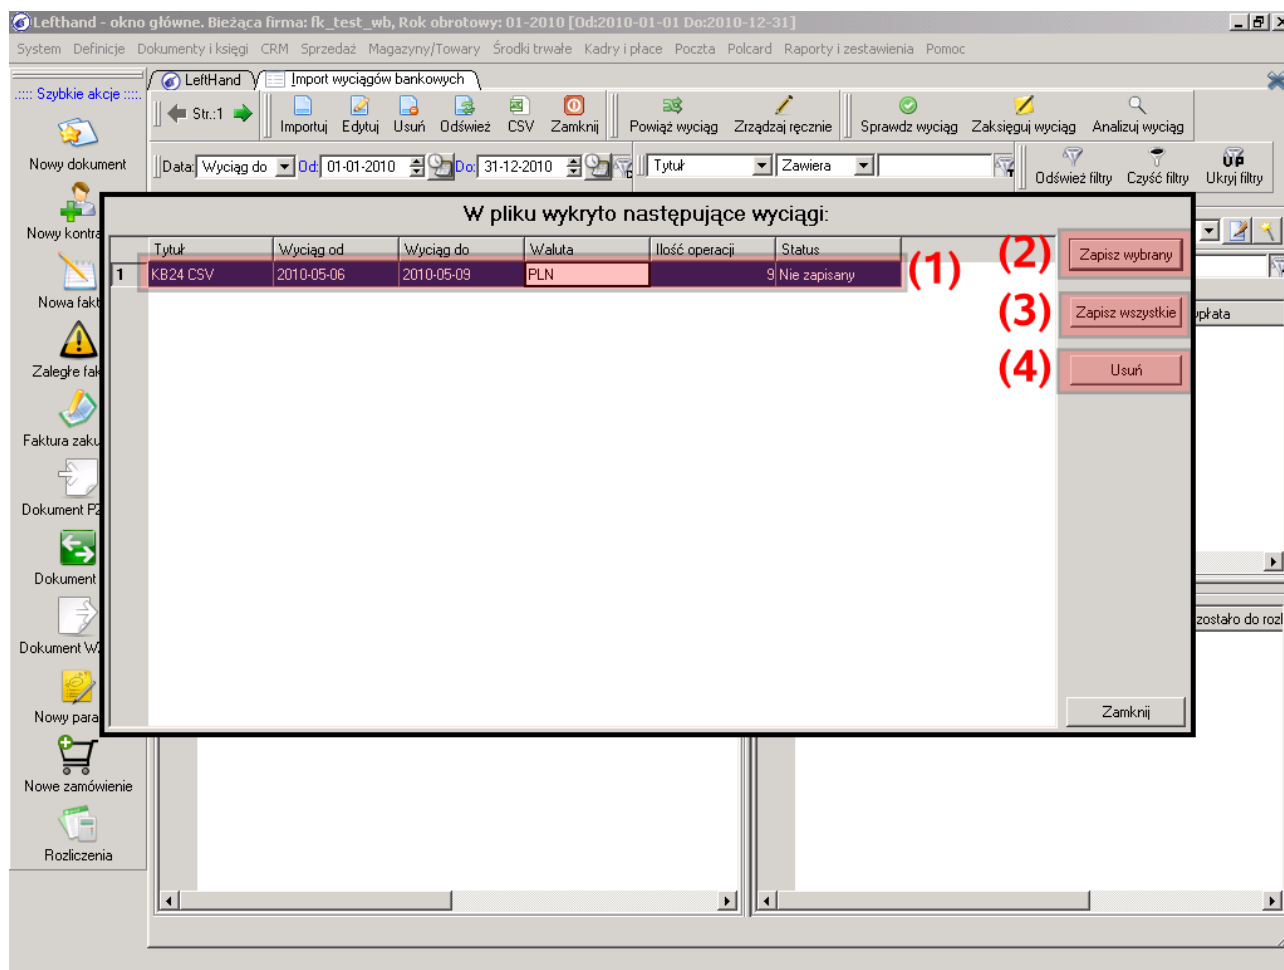 Lefthand - okno główne. Bieżąca firma: fk_test_wb, Rok obrotowy: 01-2010 [Od:2010-01-01 Do:2010-12-31]
System Definicje Dokumenty i księgi CRM Sprzedaż Magazyny/Towary Środki trwałe Kadry i płace Poczta Polcard Raporty i zestawienia Pomoc
LeftHand Import wyciągów bankowych
::::: Szybkie akcje :::::
Str.:1 Importuj Edytuj Usuń Odśwież CSV Zamknij Powiąż wyciąg Zrządzaj ręcznie Sprawdz wyciąg Zaksięguj wyciąg Analizuj wyciąg
Data: Wyciąg do Od: 01-01-2010 Do: 31-12-2010 Tytuł Zawiera
Odśwież filtry Czyść filtry UP Ukryj filtry
Nowy dokument
Nowy kontra
Nowa fakt
Zaległe fak
Faktura zaku
Dokument PZ
Dokument
Dokument W
Nowy para
Nowe zamówienie
Rozliczenia
W pliku wykryto następujące wyciągi:
Tytuł Wyciąg od Wyciąg do Waluta Ilość operacji Status
1 KB24 CSV 2010-05-06 2010-05-09 PLN 9 Nie zapisany (1)
(2) Zapisz wybrany
(3) Zapisz wszystkie
(4) Usuń
Zamknij
ypłata
zostało do rozl